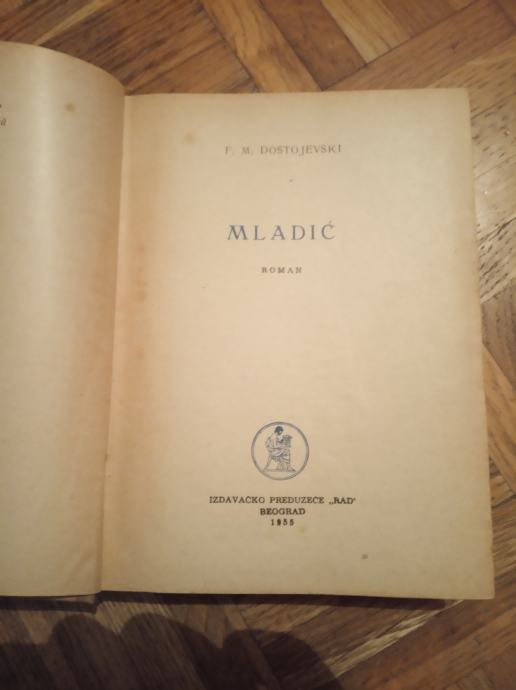 F. M. DOSTOJEVSKI
MLADIĆ
ROMAN
IZDAVAČKO PREDUZEĆE „RAD"
BEOGRAD
1955